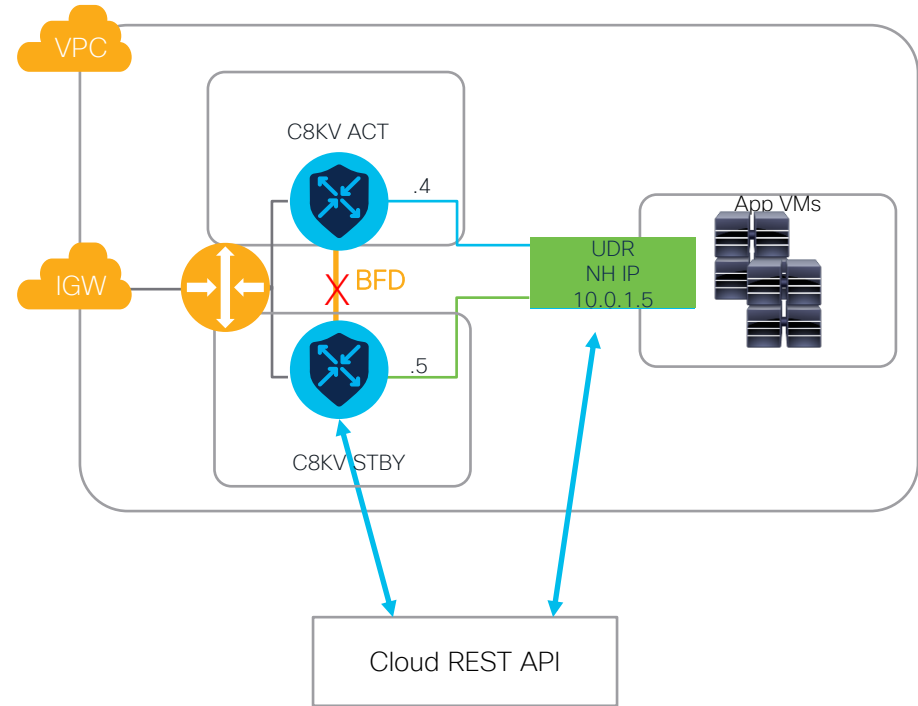 VPC
C8KV ACT
.4
App VMs
UDR
NH IP
10.0.1.5
IGW
BFD
.5
C8KV STBY
Cloud REST API